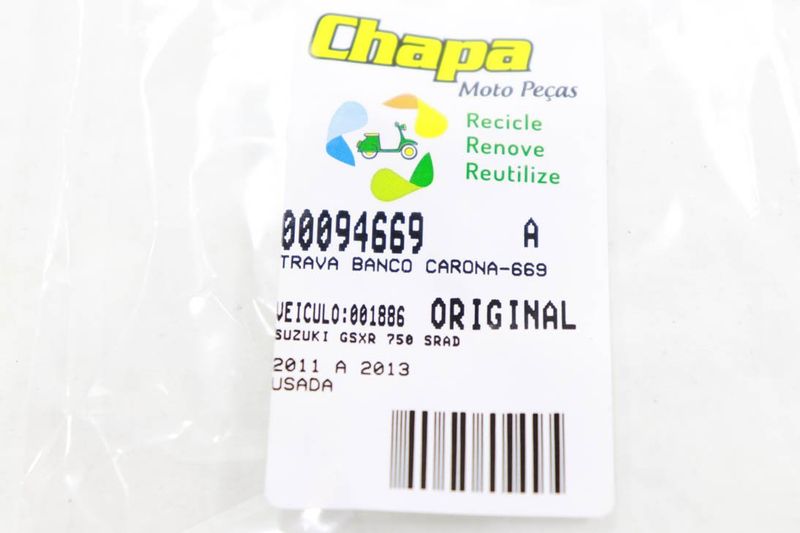 Chapa
Moto Peças
Recicle
Renove
Reutilize
00094669 A
TRAVA BANCO CARONA-669
VEICULO:001886 ORIGINAL
SUZUKI GSXR 750 SRAD
2011 A 2013
USADA